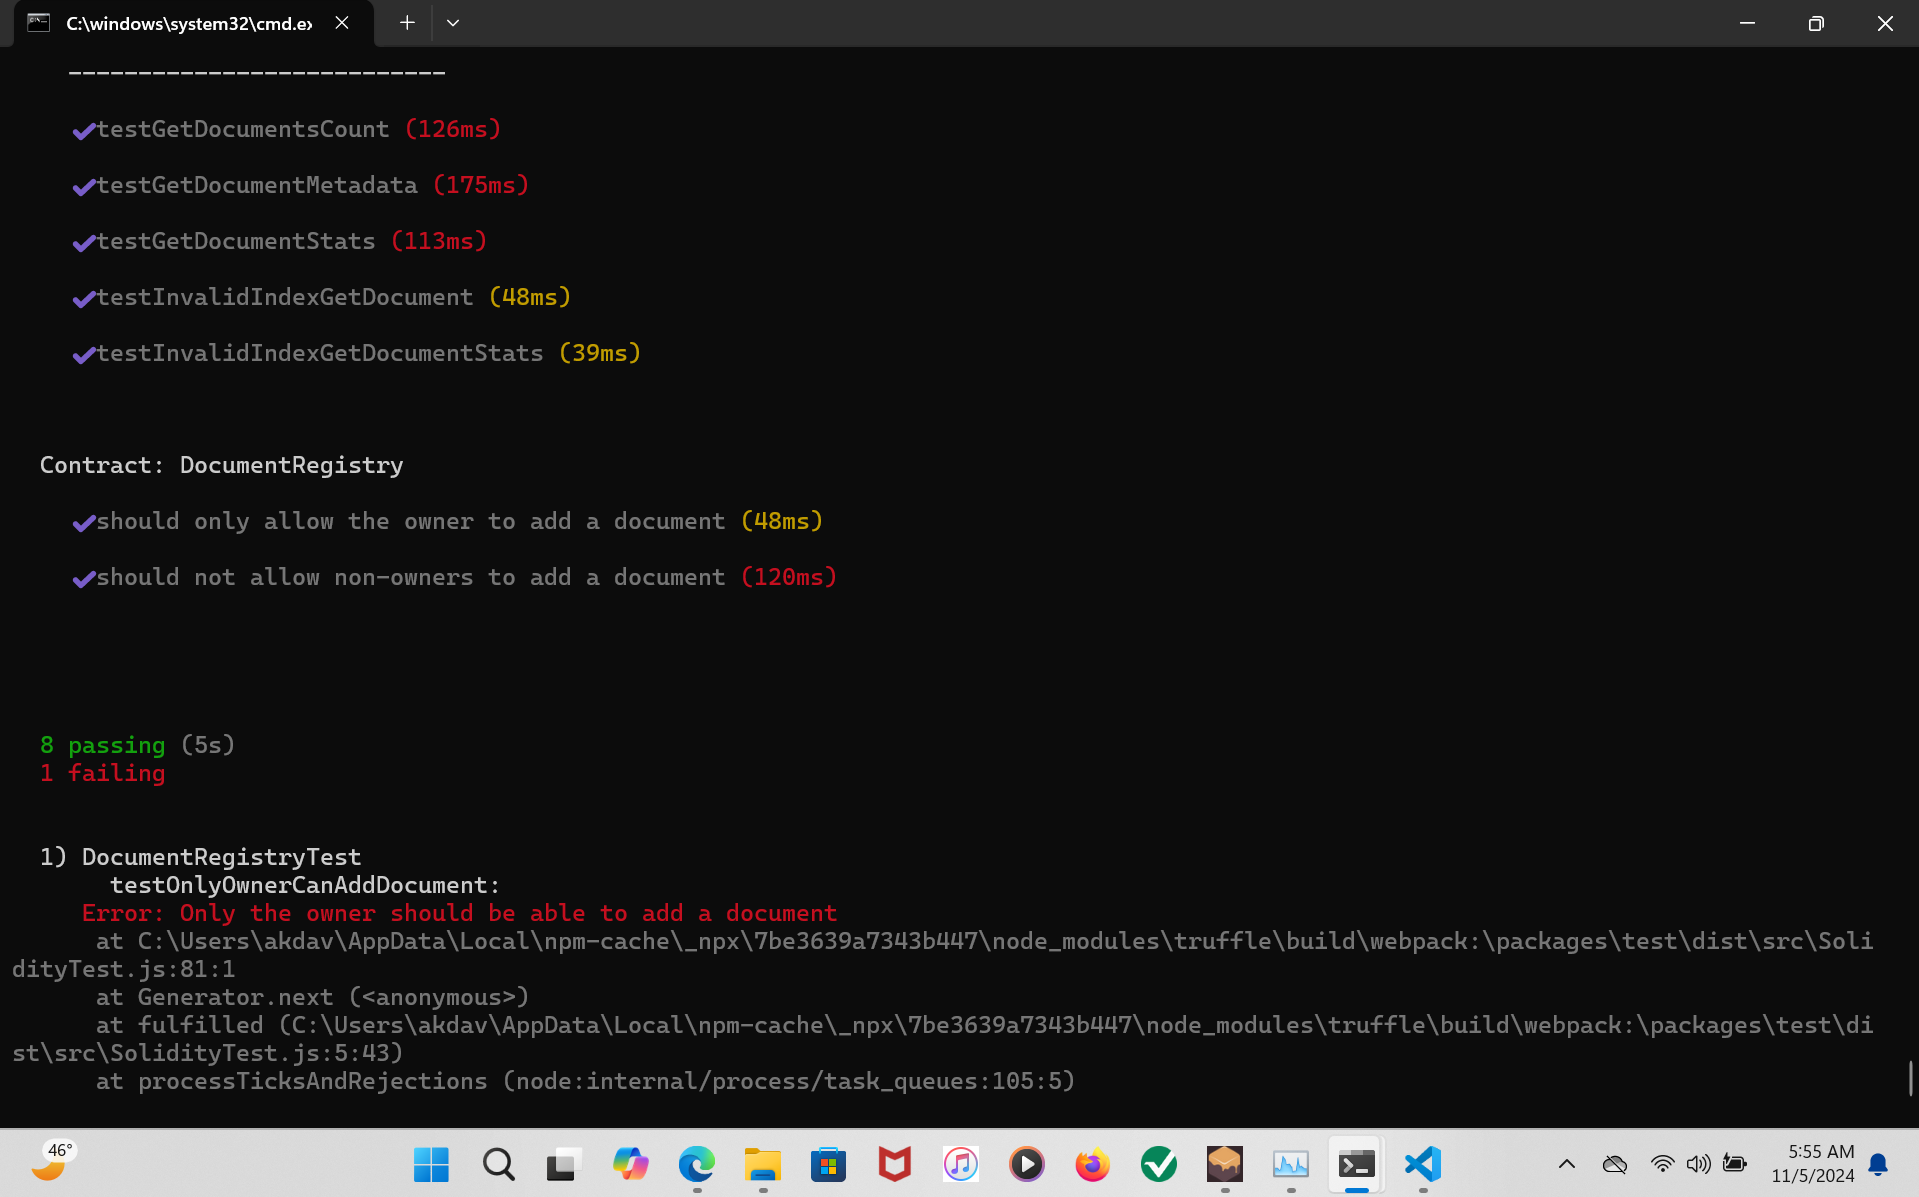 C:\windows\system32\cmd.ex
---------------------------
testGetDocumentsCount (126ms)
testGetDocumentMetadata (175ms)
testGetDocumentStats (113ms)
testInvalidIndexGetDocument (48ms)
testInvalidIndexGetDocumentStats (39ms)
Contract: DocumentRegistry
should only allow the owner to add a document (48ms)
should not allow non-owners to add a document (120ms)
8 passing (5s)
1 failing
1) DocumentRegistryTest
testOnlyOwnerCanAddDocument:
Error: Only the owner should be able to add a document
at C:\Users\akdav\AppData\Local\npm-cache\_npx\7be3639a7343b447\node_modules\truffle\build\webpack:\packages\test\dist\src\Soli
dityTest.js:81:1
at Generator.next (<anonymous>)
at fulfilled (C:\Users\akdav\AppData\Local\npm-cache\_npx\7be3639a7343b447\node_modules\truffle\build\webpack:\packages\test\di
st\src\SolidityTest.js:5:43)
at processTicksAndRejections (node:internal/process/task_queues:105:5)
46°
5:55 AM
11/5/2024